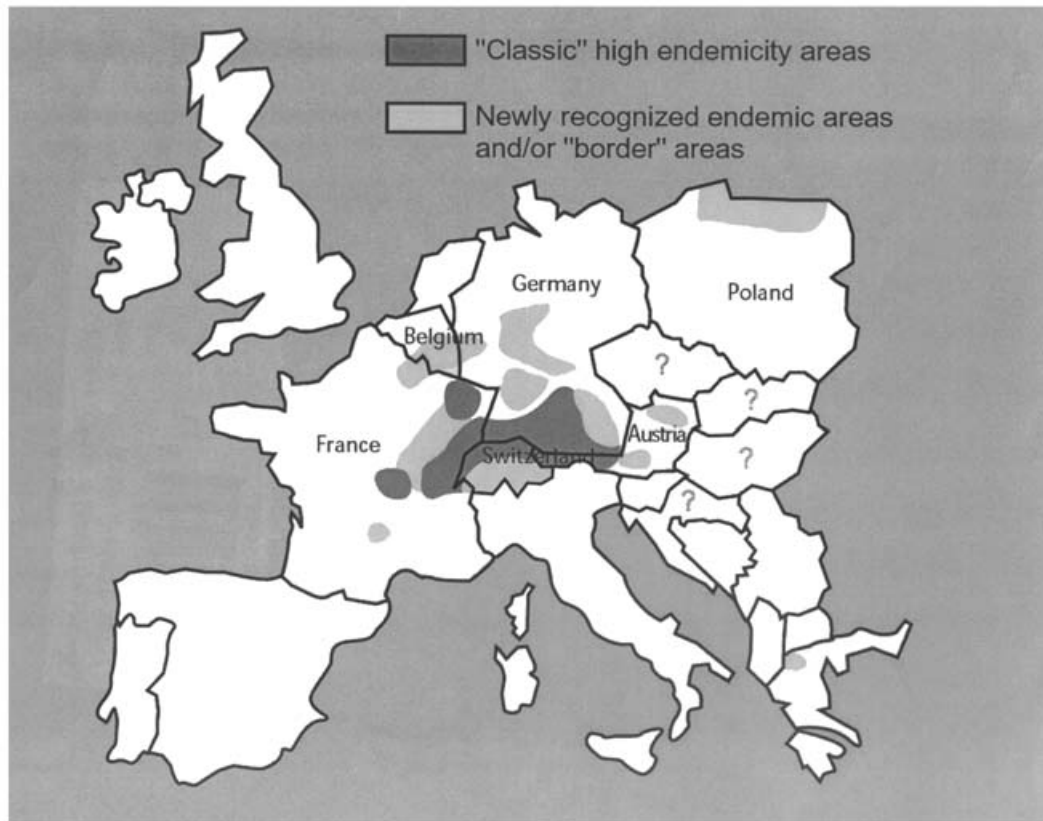 "Classic" high endemicity areas
Newly recognized endemic areas
and/or "border" areas
Germany
Poland
Belgium
?
?
France
Austria
Switzerland
?
?